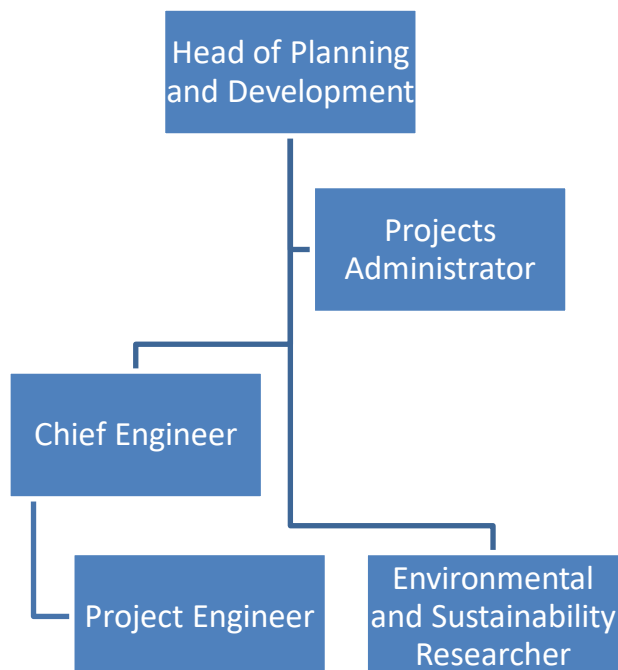 Head of Planning
and Development
Projects
Administrator
Chief Engineer
Project Engineer
Environmental
and Sustainability
Researcher